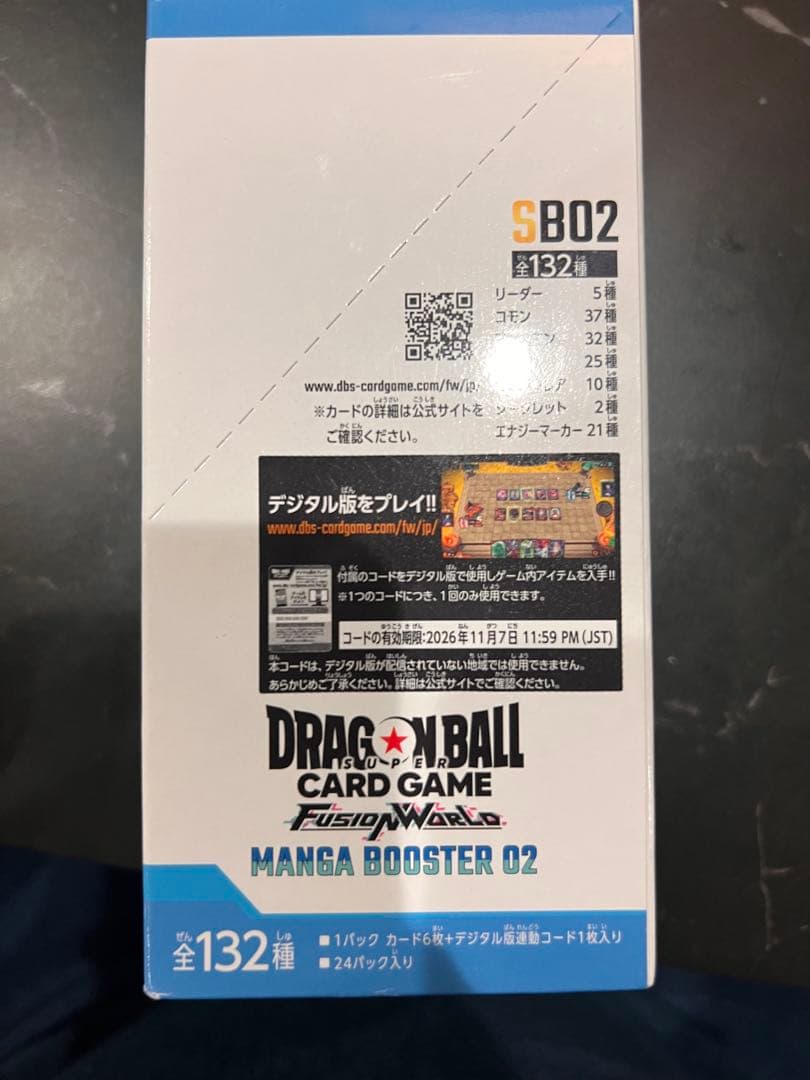 SB02
全132種
リーダー 5種
コモン 37種
ン 32種
25種
www.dbs-cardgame.com/fw/jp/
ア 10種
※カードの詳細は公式サイトを
ご確認ください。
シークレット 2種
エナジーマーカー 21種
デジタル版をプレイ!!
www.dbs-cardgame.com/fw/jp/
付属のコードをデジタル版で使用しゲーム内アイテムを入手!!
※1つのコードにつき、1回のみ使用できます。
コードの有効期限:2026年11月7日 11:59 PM (JST)
本コードは、デジタル版が配信されていない地域では使用できません。
あらかじめご了承ください。詳細は公式サイトでご確認ください。
DRAGON BALL
SUPER
CARD GAME
FUSION WORLD
MANGA BOOSTER 02
全132種
■1パック カード6枚+デジタル版連動コード1枚入り
■24パック入り